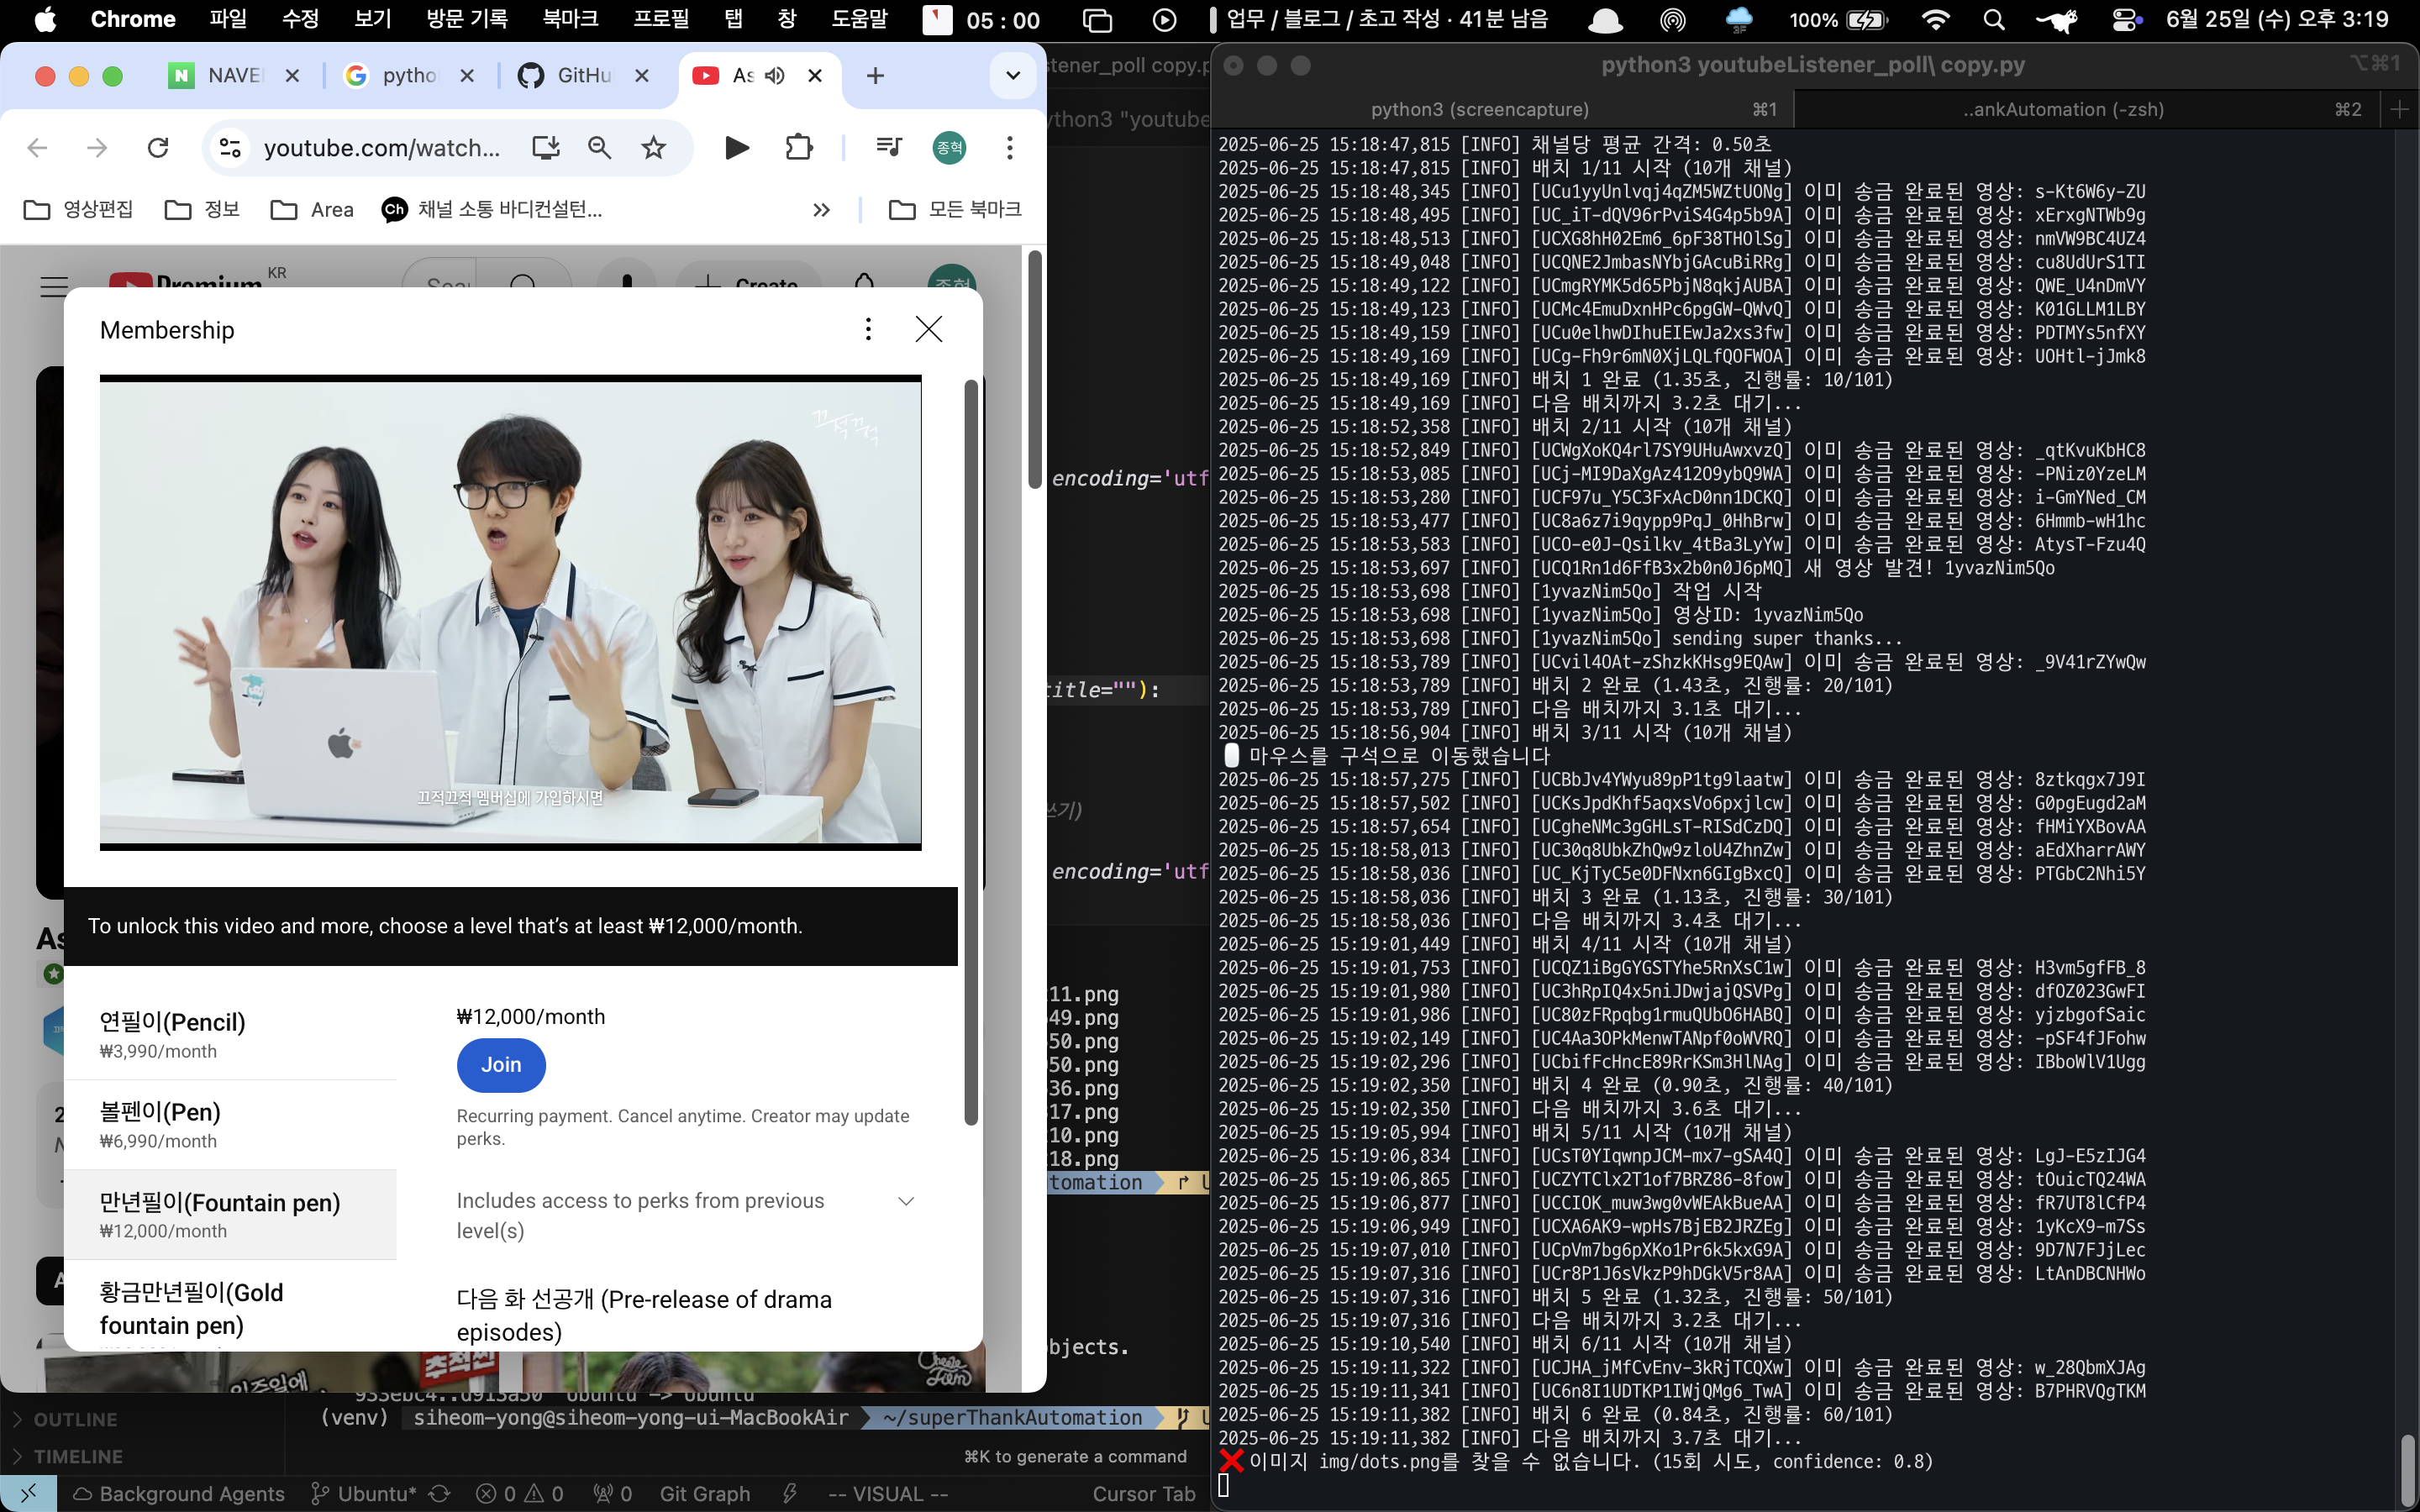 Chrome 파일 수정 보기 방문 기록 북마크 프로필 탭 창 도움말 05 : 00 업무 / 블로그 / 초고 작성 · 41분 남음 100% 6월 25일 (수) 오후 3:19
NAVE pytho GitHu As
youtube.com/watch... 종혁
영상편집 정보 Area Ch 채널 소통 바디컨설턴... 모든 북마크
Premium KR Create 종혁
Membership
끄적끄적
끄적끄적 멤버십에 가입하시면
To unlock this video and more, choose a level that's at least ₩12,000/month.
연필이(Pencil)
₩3,990/month
볼펜이(Pen)
₩6,990/month
만년필이(Fountain pen)
₩12,000/month
황금만년필이(Gold
fountain pen)
₩12,000/month
Join
Recurring payment. Cancel anytime. Creator may update
perks.
Includes access to perks from previous
level(s)
다음 화 선공개 (Pre-release of drama
episodes)
stener_poll copy.p
ython3 "youtube
encoding='utf
title=""):
쓰기)
encoding='utf
11.png
49.png
50.png
50.png
36.png
17.png
10.png
18.png
tomation
bjects.
(venv) siheom-yong@siheom-yong-ui-MacBookAir ~/superThankAutomation
⌘K to generate a command
OUTLINE
TIMELINE
Background Agents Ubuntu* 0 0 0 Git Graph -- VISUAL -- Cursor Tab
python3 youtubeListener_poll\ copy.py ⌥⌘1
python3 (screencapture) ⌘1 ..ankAutomation (-zsh) ⌘2
2025-06-25 15:18:47,815 [INFO] 채널당 평균 간격: 0.50초
2025-06-25 15:18:47,815 [INFO] 배치 1/11 시작 (10개 채널)
2025-06-25 15:18:48,345 [INFO] [UCu1yyUnlvqj4qZM5WZtUONg] 이미 송금 완료된 영상: s-Kt6W6y-ZU
2025-06-25 15:18:48,495 [INFO] [UC_iT-dQV96rPviS4G4p5b9A] 이미 송금 완료된 영상: xErxgNTWb9g
2025-06-25 15:18:48,513 [INFO] [UCXG8hH02Em6_6pF38THOlSg] 이미 송금 완료된 영상: nmVW9BC4UZ4
2025-06-25 15:18:49,048 [INFO] [UCQNE2JmbasNYbjGAcuBiRRg] 이미 송금 완료된 영상: cu8UdUrS1TI
2025-06-25 15:18:49,122 [INFO] [UCmgRYMK5d65PbjN8qkjAUBA] 이미 송금 완료된 영상: QWE_U4nDmVY
2025-06-25 15:18:49,123 [INFO] [UCMc4EmuDxnHPc6pgGW-QWvQ] 이미 송금 완료된 영상: K01GLLM1LBY
2025-06-25 15:18:49,159 [INFO] [UCu0elhwDIhuEIEwJa2xs3fw] 이미 송금 완료된 영상: PDTMYs5nfXY
2025-06-25 15:18:49,169 [INFO] [UCg-Fh9r6mN0XjLQLfQOFWOA] 이미 송금 완료된 영상: UOHtl-jJmk8
2025-06-25 15:18:49,169 [INFO] 배치 1 완료 (1.35초, 진행률: 10/101)
2025-06-25 15:18:49,169 [INFO] 다음 배치까지 3.2초 대기...
2025-06-25 15:18:52,358 [INFO] 배치 2/11 시작 (10개 채널)
2025-06-25 15:18:52,849 [INFO] [UCWgXoKQ4rl7SY9UHuAwxvzQ] 이미 송금 완료된 영상: _qtKvuKbHC8
2025-06-25 15:18:53,085 [INFO] [UCj-MI9DaXgAz412O9ybQ9WA] 이미 송금 완료된 영상: -PNiz0YzeLM
2025-06-25 15:18:53,280 [INFO] [UCF97u_Y5C3FxAcD0nn1DCKQ] 이미 송금 완료된 영상: i-GmYNed_CM
2025-06-25 15:18:53,477 [INFO] [UC8a6z7i9qypp9PqJ_0HhBrw] 이미 송금 완료된 영상: 6Hmmb-wH1hc
2025-06-25 15:18:53,583 [INFO] [UCO-e0J-Qsilkv_4tBa3LyYw] 이미 송금 완료된 영상: AtysT-Fzu4Q
2025-06-25 15:18:53,697 [INFO] [UCQ1Rn1d6FfB3x2b0n0J6pMQ] 새 영상 발견! 1yvazNim5Qo
2025-06-25 15:18:53,698 [INFO] [1yvazNim5Qo] 작업 시작
2025-06-25 15:18:53,698 [INFO] [1yvazNim5Qo] 영상ID: 1yvazNim5Qo
2025-06-25 15:18:53,698 [INFO] [1yvazNim5Qo] sending super thanks...
2025-06-25 15:18:53,789 [INFO] [UCvil4OAt-zShzkKHsg9EQAw] 이미 송금 완료된 영상: _9V41rZYwQw
2025-06-25 15:18:53,789 [INFO] 배치 2 완료 (1.43초, 진행률: 20/101)
2025-06-25 15:18:53,789 [INFO] 다음 배치까지 3.1초 대기...
2025-06-25 15:18:56,904 [INFO] 배치 3/11 시작 (10개 채널)
마우스를 구석으로 이동했습니다
2025-06-25 15:18:57,275 [INFO] [UCBbJv4YWyu89pP1tg9laatw] 이미 송금 완료된 영상: 8ztkqgx7J9I
2025-06-25 15:18:57,502 [INFO] [UCKsJpdKhf5aqxsVo6pxjlcw] 이미 송금 완료된 영상: G0pgEugd2aM
2025-06-25 15:18:57,654 [INFO] [UCgheNMc3gGHLsT-RISdCzDQ] 이미 송금 완료된 영상: fHMiYXBovAA
2025-06-25 15:18:58,013 [INFO] [UC30q8UbkZhQw9zloU4ZhnZw] 이미 송금 완료된 영상: aEdXharrAWY
2025-06-25 15:18:58,036 [INFO] [UC_KjTyC5e0DFNxn6GIgBxcQ] 이미 송금 완료된 영상: PTGbC2Nhi5Y
2025-06-25 15:18:58,036 [INFO] 배치 3 완료 (1.13초, 진행률: 30/101)
2025-06-25 15:18:58,036 [INFO] 다음 배치까지 3.4초 대기...
2025-06-25 15:19:01,449 [INFO] 배치 4/11 시작 (10개 채널)
2025-06-25 15:19:01,753 [INFO] [UCQZ1iBgGYGSTYhe5RnXsC1w] 이미 송금 완료된 영상: H3vm5gfFB_8
2025-06-25 15:19:01,980 [INFO] [UC3hRpIQ4x5niJDwjajQSVPg] 이미 송금 완료된 영상: dfOZ023GwFI
2025-06-25 15:19:01,986 [INFO] [UC80zFRpqbg1rmuQUbO6HABQ] 이미 송금 완료된 영상: yjzbgofSaic
2025-06-25 15:19:02,149 [INFO] [UC4Aa3OPkMenwTANpf0oWVRQ] 이미 송금 완료된 영상: -pSF4fJFohw
2025-06-25 15:19:02,296 [INFO] [UCbifFcHncE89RrKSm3HlNAg] 이미 송금 완료된 영상: IBboWlV1Ugg
2025-06-25 15:19:02,350 [INFO] 배치 4 완료 (0.90초, 진행률: 40/101)
2025-06-25 15:19:02,350 [INFO] 다음 배치까지 3.6초 대기...
2025-06-25 15:19:05,994 [INFO] 배치 5/11 시작 (10개 채널)
2025-06-25 15:19:06,834 [INFO] [UCsT0YIqwnpJCM-mx7-gSA4Q] 이미 송금 완료된 영상: LgJ-E5zIJG4
2025-06-25 15:19:06,865 [INFO] [UCZYTClx2T1of7BRZ86-8fow] 이미 송금 완료된 영상: tOuicTQ24WA
2025-06-25 15:19:06,877 [INFO] [UCCIOK_muw3wg0vWEAkBueAA] 이미 송금 완료된 영상: fR7UT8lCfP4
2025-06-25 15:19:06,949 [INFO] [UCXA6AK9-wpHs7BjEB2JRZEg] 이미 송금 완료된 영상: 1yKcX9-m7Ss
2025-06-25 15:19:07,010 [INFO] [UCpVm7bg6pXKo1Pr6k5kxG9A] 이미 송금 완료된 영상: 9D7N7FJjLec
2025-06-25 15:19:07,316 [INFO] [UCr8P1J6sVkzP9hDGkV5r8AA] 이미 송금 완료된 영상: LtAnDBCNHWo
2025-06-25 15:19:07,316 [INFO] 배치 5 완료 (1.32초, 진행률: 50/101)
2025-06-25 15:19:07,316 [INFO] 다음 배치까지 3.2초 대기...
2025-06-25 15:19:10,540 [INFO] 배치 6/11 시작 (10개 채널)
2025-06-25 15:19:11,322 [INFO] [UCJHA_jMfCvEnv-3kRjTCQXw] 이미 송금 완료된 영상: w_28QbmXJAg
2025-06-25 15:19:11,341 [INFO] [UC6n8I1UDTKP1IWjQMg6_TwA] 이미 송금 완료된 영상: B7PHRVQgTKM
2025-06-25 15:19:11,382 [INFO] 배치 6 완료 (0.84초, 진행률: 60/101)
2025-06-25 15:19:11,382 [INFO] 다음 배치까지 3.7초 대기...
이미지 img/dots.png를 찾을 수 없습니다. (15회 시도, confidence: 0.8)